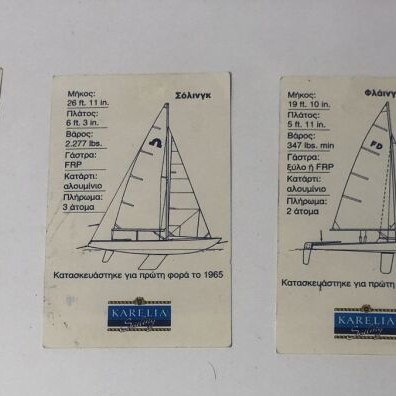 Σόλινγκ
Μήκος:
26 ft. 11 in.
Πλάτος:
6 ft. 3 in.
Βάρος:
2.277 lbs.
Γάστρα:
FRP
Κατάρτι:
αλουμίνιο
Πλήρωμα:
3 άτομα
Κατασκευάστηκε για πρώτη φορά το 1965
KARELIA
Φλάινγκ
Μήκος:
19 ft. 10 in.
Πλάτος:
5 ft. 11 in.
Βάρος:
347 lbs. min
Γάστρα:
ξύλο ή FRP
Κατάρτι:
αλουμίνιο
Πλήρωμα:
2 άτομα
FD
Κατασκευάστηκε για πρώτη
KARELIA